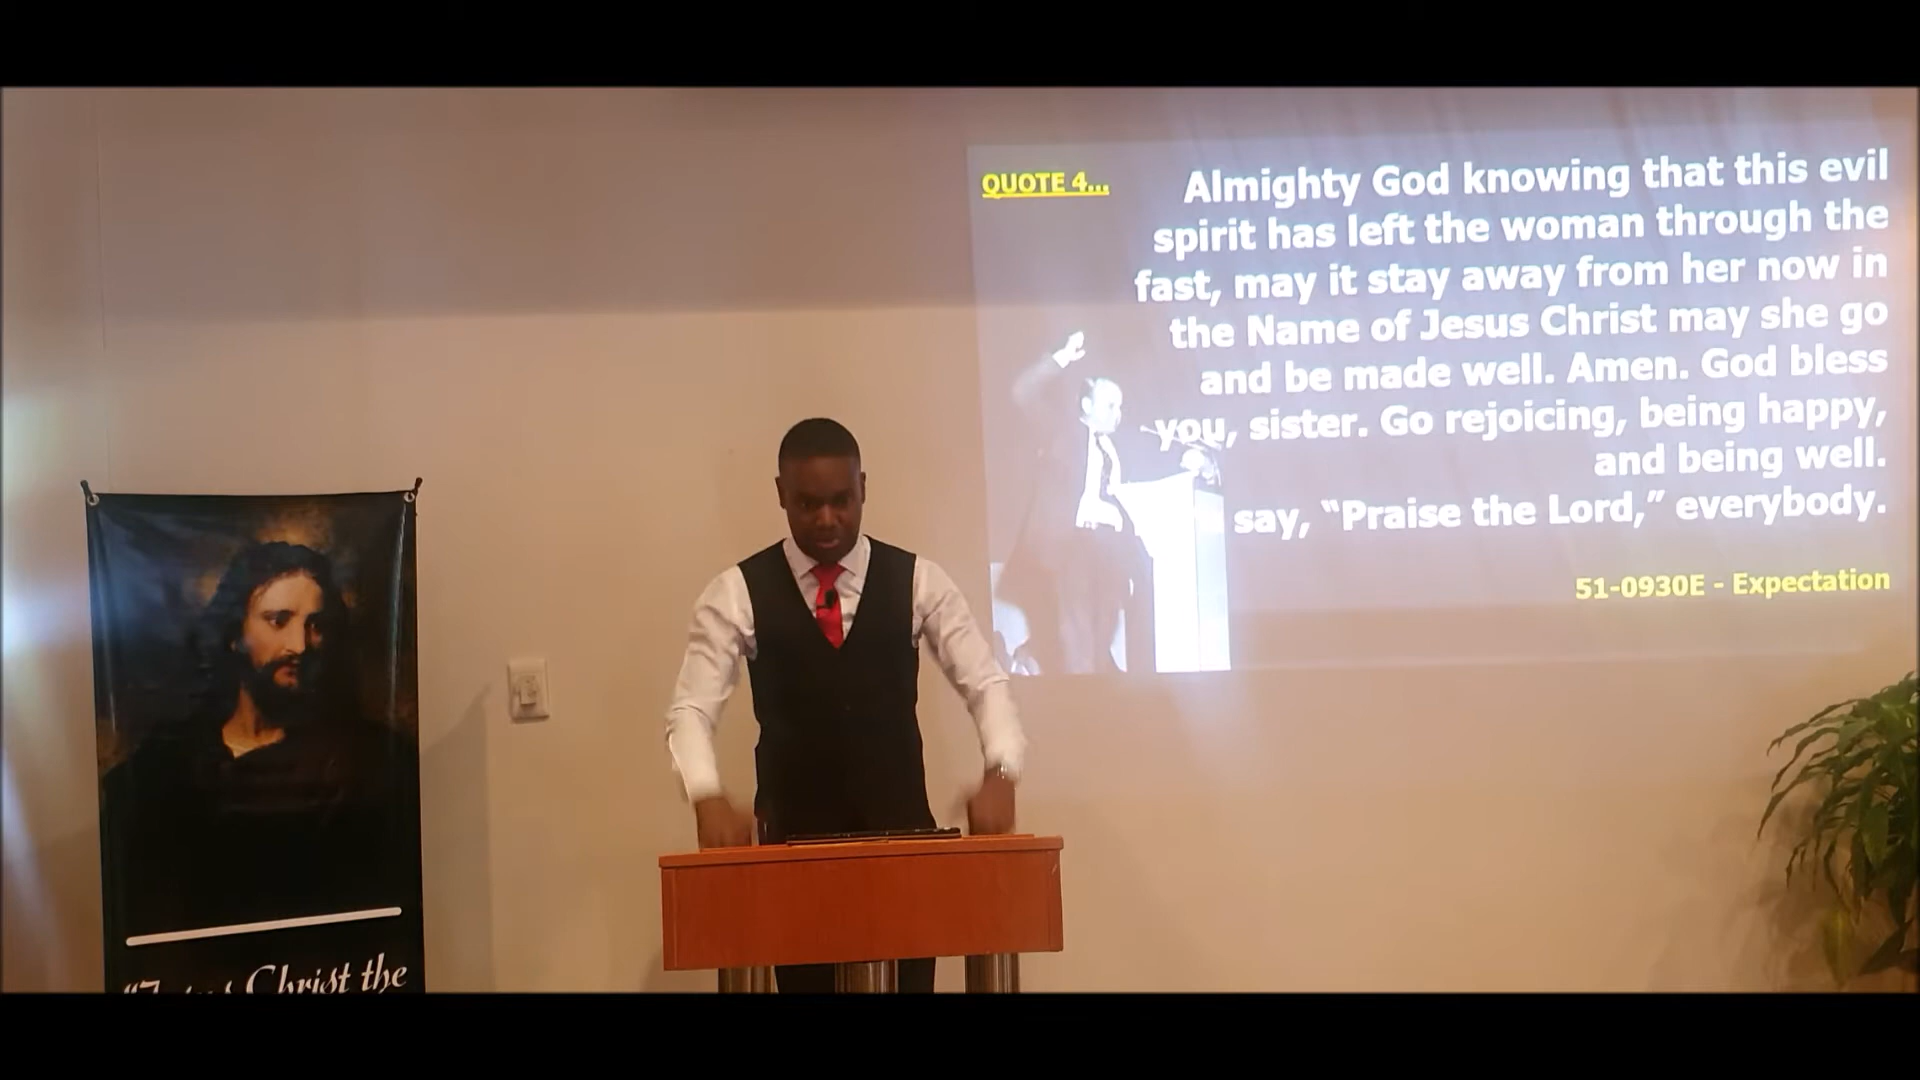 QUOTE 4...
Almighty God knowing that this evil
spirit has left the woman through the
fast, may it stay away from her now in
the Name of Jesus Christ may she go
and be made well. Amen. God bless
you, sister. Go rejoicing, being happy,
and being well.
say, “Praise the Lord,” everybody.
51-0930E - Expectation
“Jesus Christ the